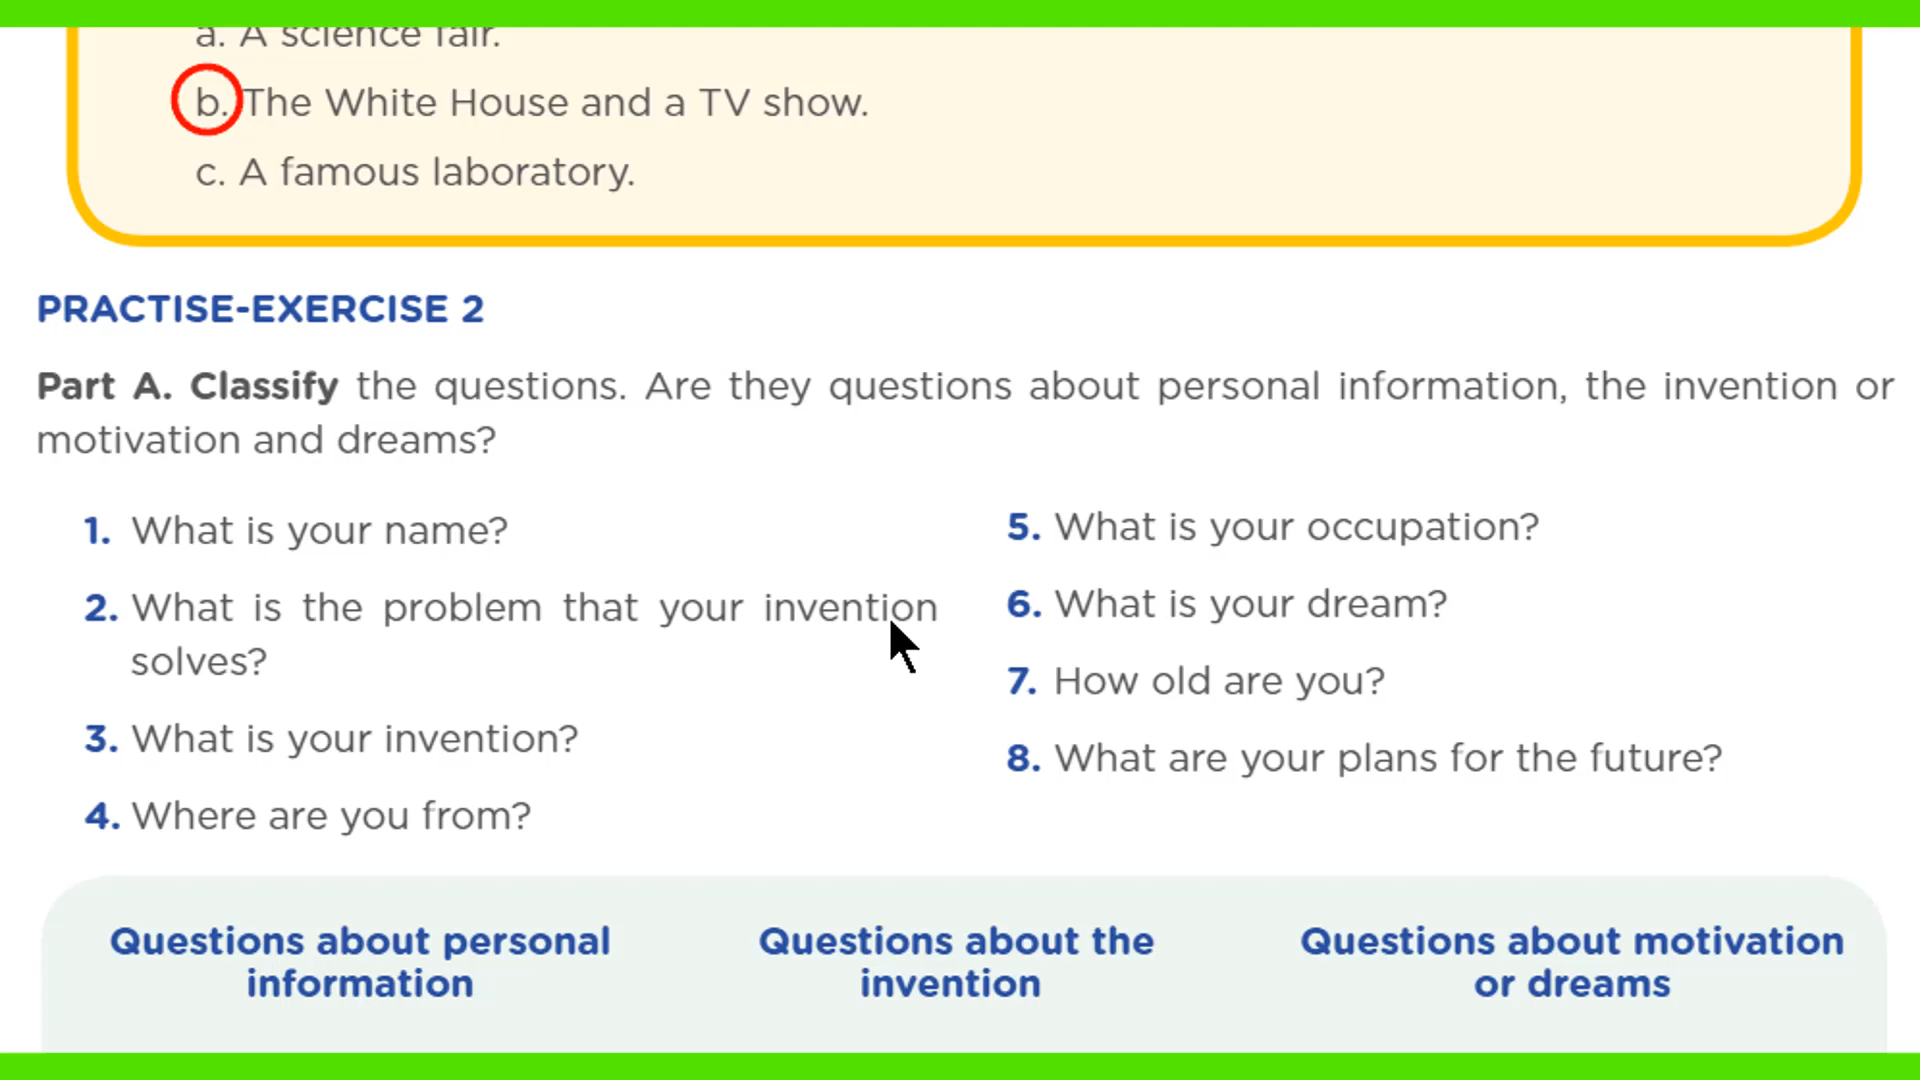 a. A science fair.
b. The White House and a TV show.
c. A famous laboratory.
PRACTISE-EXERCISE 2
Part A. Classify the questions. Are they questions about personal information, the invention or
motivation and dreams?
1. What is your name?
2. What is the problem that your invention
solves?
3. What is your invention?
4. Where are you from?
5. What is your occupation?
6. What is your dream?
7. How old are you?
8. What are your plans for the future?
Questions about personal
information
Questions about the
invention
Questions about motivation
or dreams